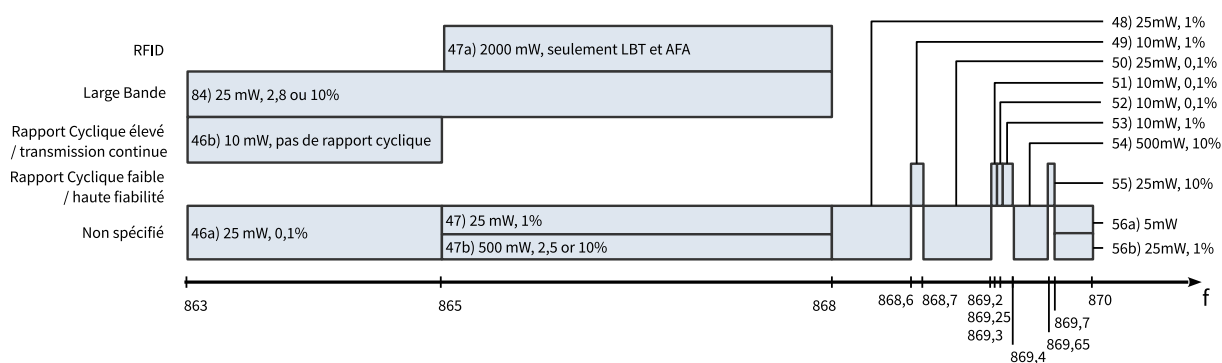 RFID
47a) 2000 mW, seulement LBT et AFA
Large Bande
84) 25 mW, 2,8 ou 10%
Rapport Cyclique élevé
/ transmission continue
46b) 10 mW, pas de rapport cyclique
Rapport Cyclique faible
/ haute fiabilité
Non spécifié
46a) 25 mW, 0,1%
47) 25 mW, 1%
47b) 500 mW, 2,5 or 10%
48) 25mW, 1%
49) 10mW, 1%
50) 25mW, 0,1%
51) 10mW, 0,1%
52) 10mW, 0,1%
53) 10mW, 1%
54) 500mW, 10%
55) 25mW, 10%
56a) 5mW
56b) 25mW, 1%
863
865
868
868,6
868,7
869,2
869,25
869,3
869,4
869,65
869,7
870
f